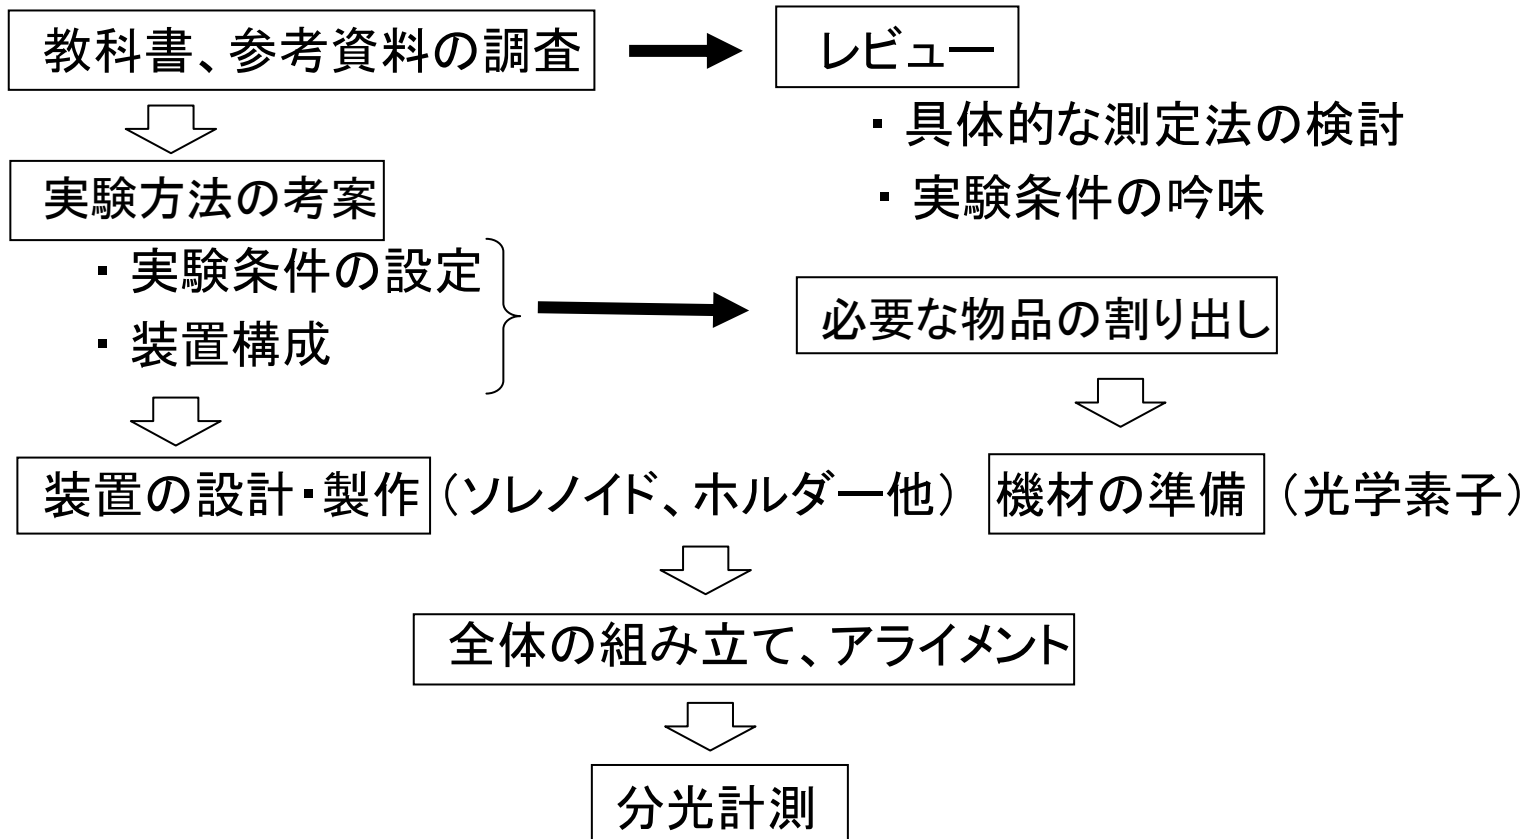 教科書、参考資料の調査
レビュー
・具体的な測定法の検討
・実験条件の吟味
実験方法の考案
・実験条件の設定
・装置構成
必要な物品の割り出し
装置の設計・製作（ソレノイド、ホルダー他）
機材の準備（光学素子）
全体の組み立て、アライメント
分光計測